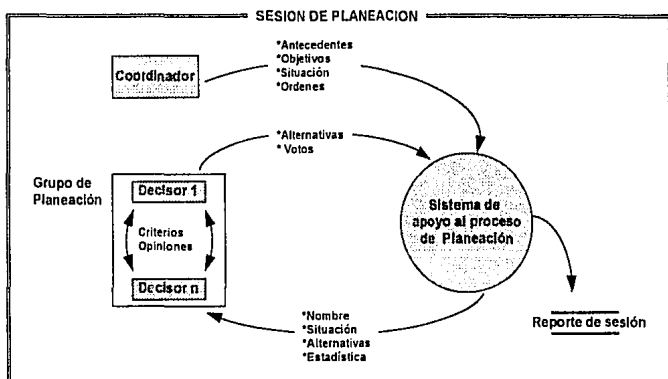 SESION DE PLANEACION
Coordinador
*Antecedentes
*Objetivos
*Situación
*Ordenes
*Alternativas
* Votos
Grupo de
Planeación
Decisor 1
Criterios
Opiniones
Decisor n
Sistema de
apoyo al proceso
de Planeación
*Nombre
*Situación
*Alternativas
*Estadística
Reporte de sesión